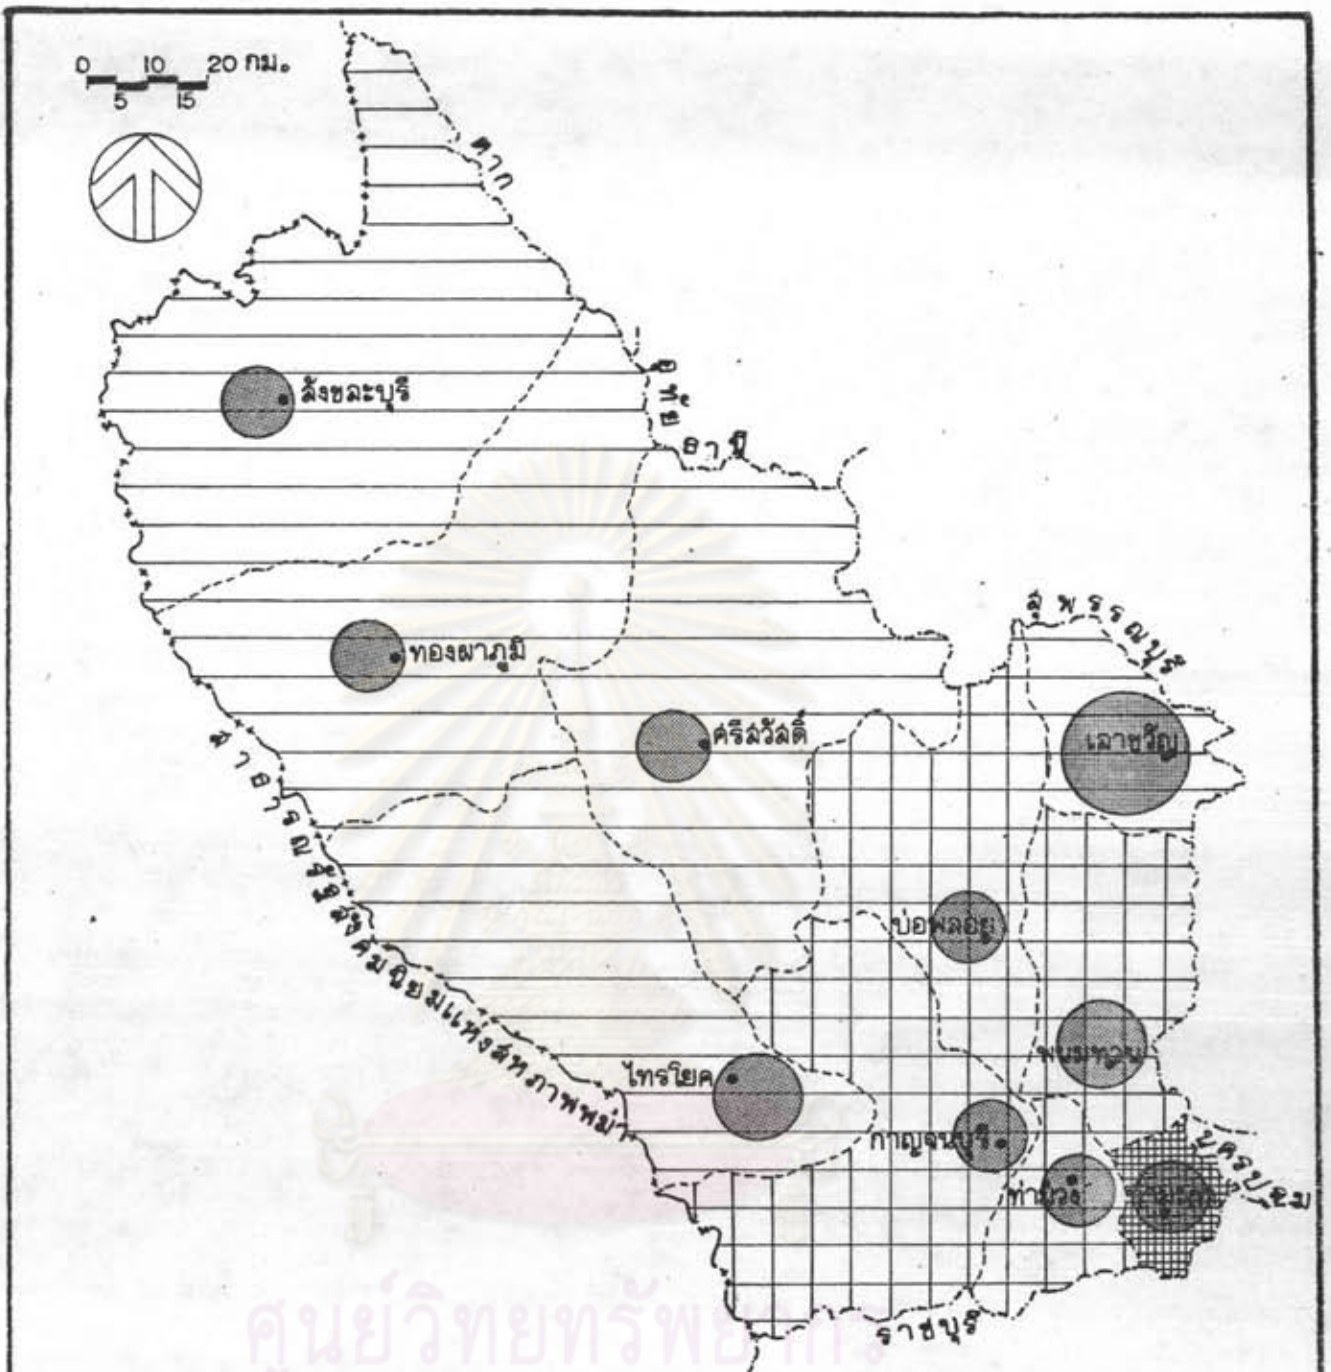 0 10 20 กม.
5 15
ตาก
อุทัยธานี
สังขละบุรี
สุพรรณบุรี
ทองผาภูมิ
ศรีสวัสดิ์
เลาขวัญ
สาธารณรัฐสังคมนิยมแห่งสหภาพพม่า
บ่อพลอย
พนมทวน
ไทรโยค
กาญจนบุรี
นครปฐม
ท่าม่วง
ท่ามะกา
ราชบุรี
ศูนย์วิทยทรัพยากร